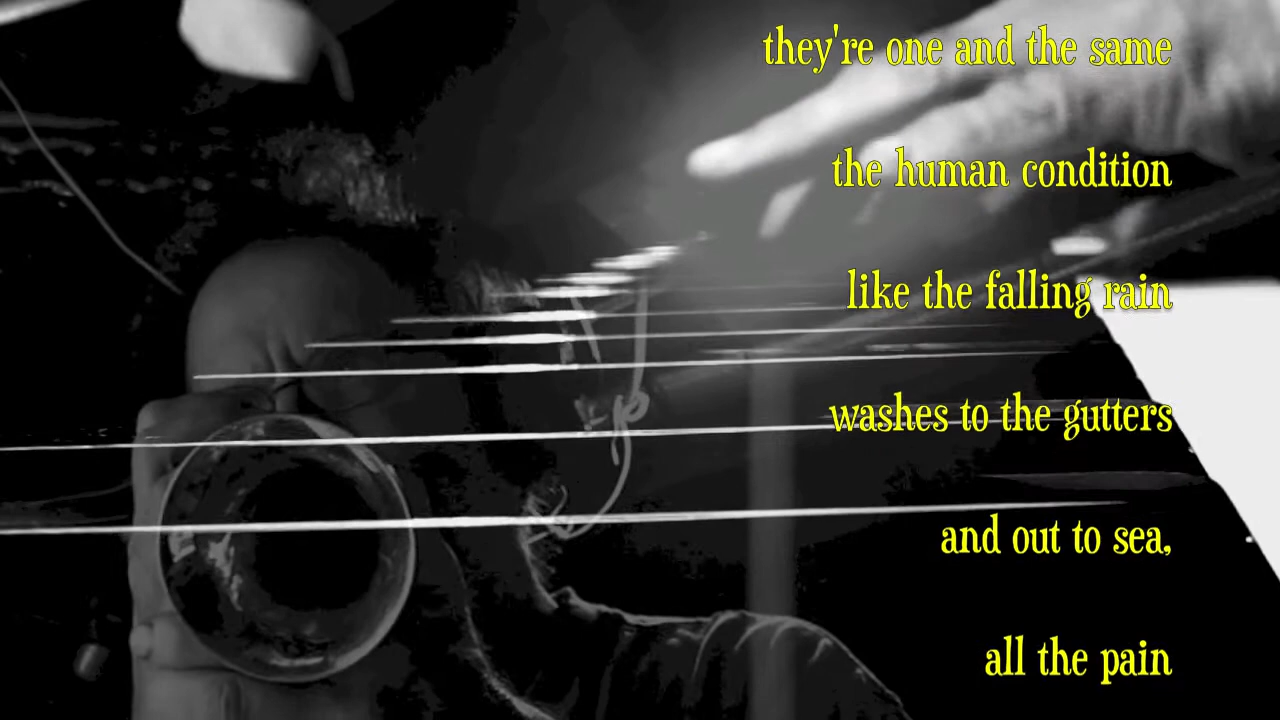 they're one and the same
the human condition
like the falling rain
washes to the gutters
and out to sea,
all the pain